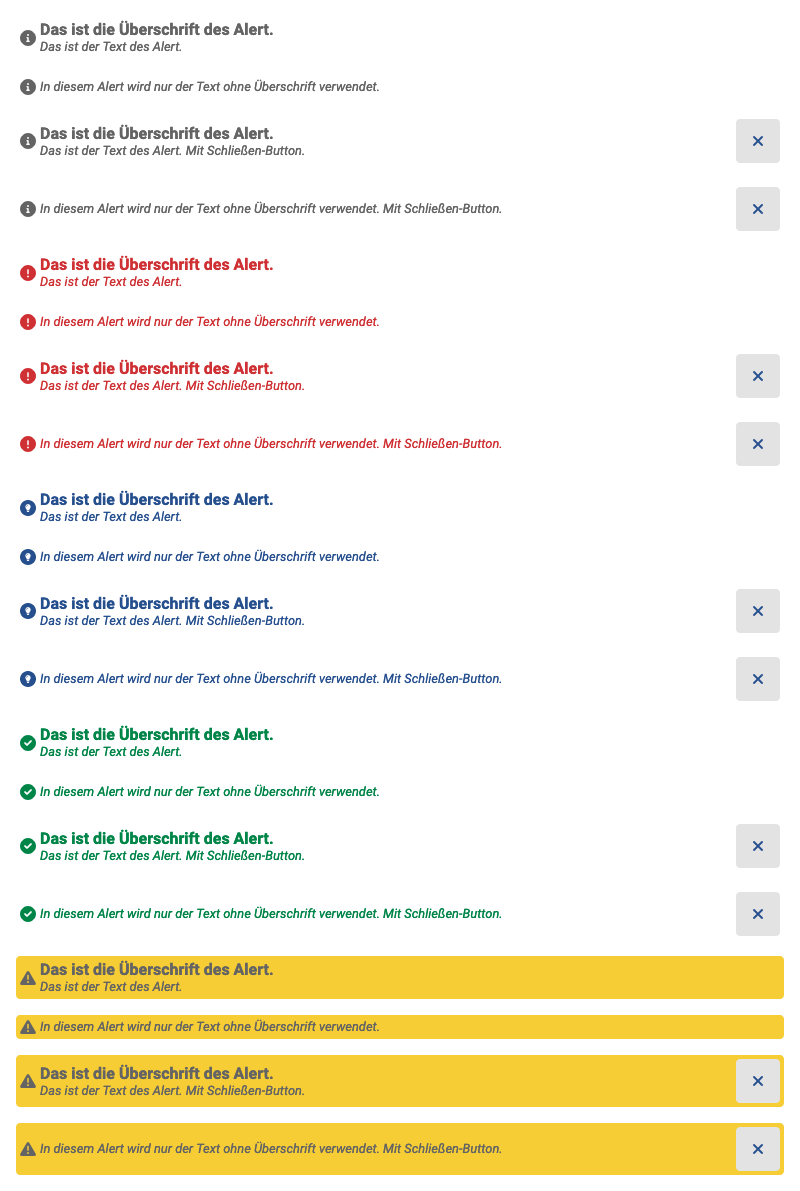 Das ist die Überschrift des Alert.
Das ist der Text des Alert.
In diesem Alert wird nur der Text ohne Überschrift verwendet.
Das ist die Überschrift des Alert.
Das ist der Text des Alert. Mit Schließen-Button.
In diesem Alert wird nur der Text ohne Überschrift verwendet. Mit Schließen-Button.
Das ist die Überschrift des Alert.
Das ist der Text des Alert.
In diesem Alert wird nur der Text ohne Überschrift verwendet.
Das ist die Überschrift des Alert.
Das ist der Text des Alert. Mit Schließen-Button.
In diesem Alert wird nur der Text ohne Überschrift verwendet. Mit Schließen-Button.
Das ist die Überschrift des Alert.
Das ist der Text des Alert.
In diesem Alert wird nur der Text ohne Überschrift verwendet.
Das ist die Überschrift des Alert.
Das ist der Text des Alert. Mit Schließen-Button.
In diesem Alert wird nur der Text ohne Überschrift verwendet. Mit Schließen-Button.
Das ist die Überschrift des Alert.
Das ist der Text des Alert.
In diesem Alert wird nur der Text ohne Überschrift verwendet.
Das ist die Überschrift des Alert.
Das ist der Text des Alert. Mit Schließen-Button.
In diesem Alert wird nur der Text ohne Überschrift verwendet. Mit Schließen-Button.
Das ist die Überschrift des Alert.
Das ist der Text des Alert.
In diesem Alert wird nur der Text ohne Überschrift verwendet.
Das ist die Überschrift des Alert.
Das ist der Text des Alert. Mit Schließen-Button.
In diesem Alert wird nur der Text ohne Überschrift verwendet. Mit Schließen-Button.